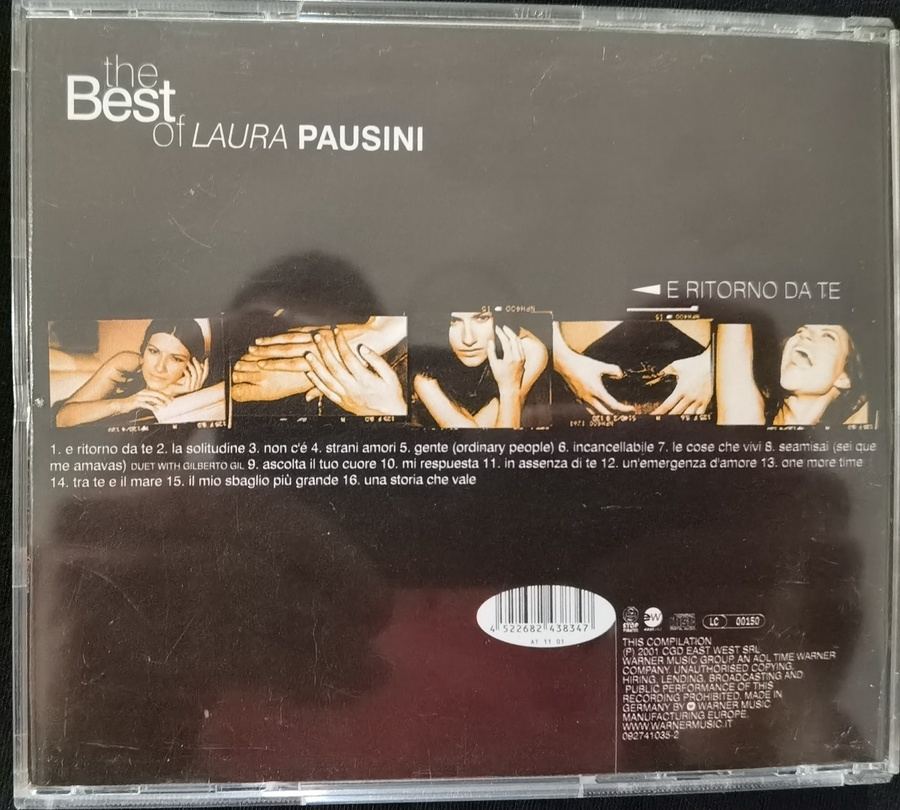 the
Best
of LAURA PAUSINI
E RITORNO DA TE
1. e ritorno da te 2. la solitudine 3. non c'é 4. strani amori 5. gente (ordinary people) 6. incancellabile 7. le cose che vivi 8. seamisai (sei que
me amavas) DUET WITH GILBERTO GIL 9. ascolta il tuo cuore 10. mi respuesta 11. in assenza di te 12. un'emergenza d'amore 13. one more time
14. tra te e il mare 15. il mio sbaglio più grande 16. una storia che vale
4 522682 438347
AT 11 01
STOP
ew
LC 00150
THIS COMPILATION
(P) 2001 CGD EAST WEST SRL
WARNER MUSIC GROUP AN AOL TIME WARNER
COMPANY. UNAUTHORISED COPYING,
HIRING, LENDING, BROADCASTING AND
PUBLIC PERFORMANCE OF THIS
RECORDING PROHIBITED. MADE IN
GERMANY BY WARNER MUSIC
MANUFACTURING EUROPE.
WWW.WARNERMUSIC.IT
092741035-2